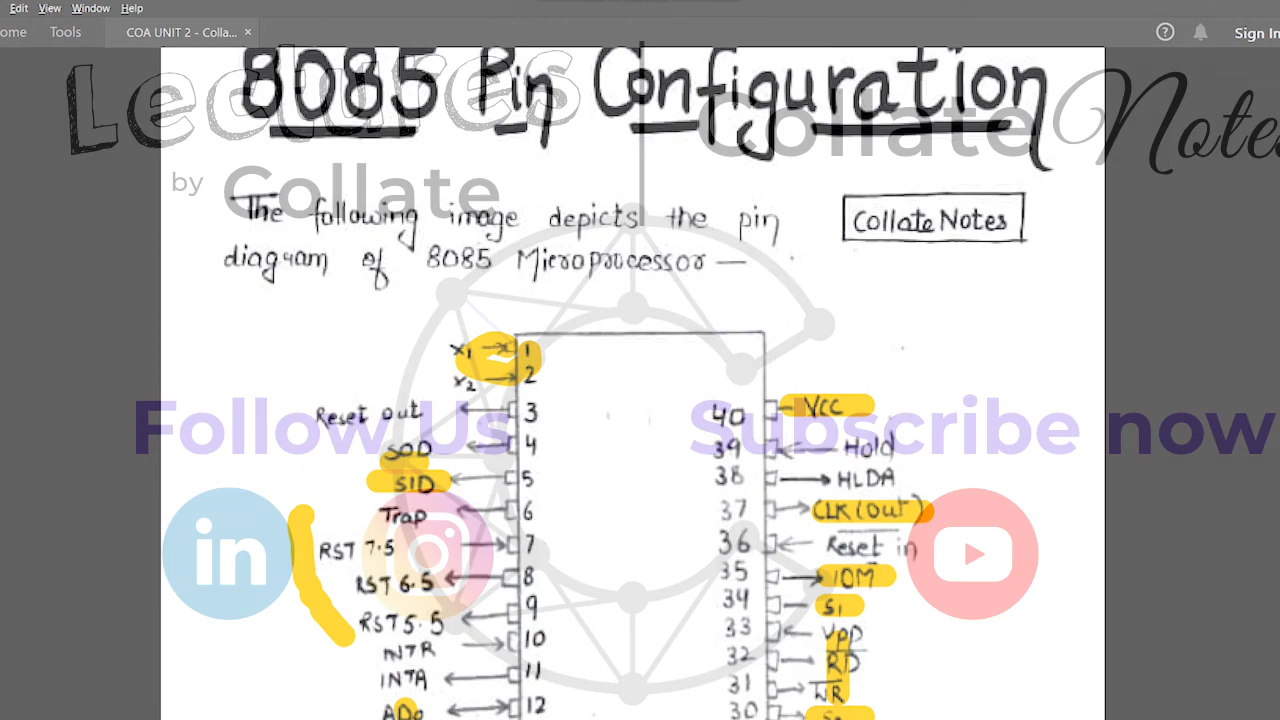 Edit View Window Help
ome Tools COA UNIT 2 - Colla... × Sign In
8085 Pin Configuration
Lectures
by Collate
Collate Notes
The following image depicts the pin
diagram of 8085 Microprocessor —
Collate Notes
X1 1
X2 2
Reset out 3
SOD 4
SID 5
Trap 6
RST 7.5 7
RST 6.5 8
RST 5.5 9
INTR 10
INTA 11
AD0 12
40 VCC
39 Hold
38 HLDA
37 CLK (out)
36 Reset in
35 IOM
34 S1
33 VPP
32 RD
31 WR
30 S0
Follow Us
Subscribe now
in